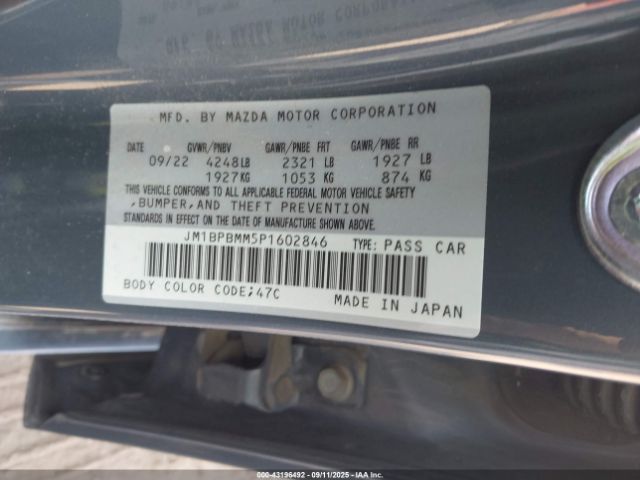 MFD. BY MAZDA MOTOR CORPORATION
DATE GVWR/PNBV GAWR/PNBE FRT GAWR/PNBE RR
09/22 4248LB 2321 LB 1927 LB
1927KG 1053 KG 874 KG
THIS VEHICLE CONFORMS TO ALL APPLICABLE FEDERAL MOTOR VEHICLE SAFETY
,BUMPER,AND THEFT PREVENTION
STANDARDS IN EFFECT ON THE DATE OF MANUFACTURE SHOWN ABOVE.
JM1BPBMM5P1602846 TYPE: PASS CAR
BODY COLOR CODE;47C
MADE IN JAPAN
© IAA - 43196492 - 09/11/2025 - IAAI.COM